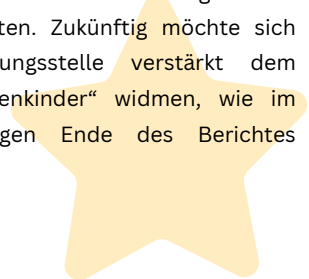 ten. Zukünftig möchte sich
ungsstelle verstärkt dem
enkinder“ widmen, wie im
gen Ende des Berichtes